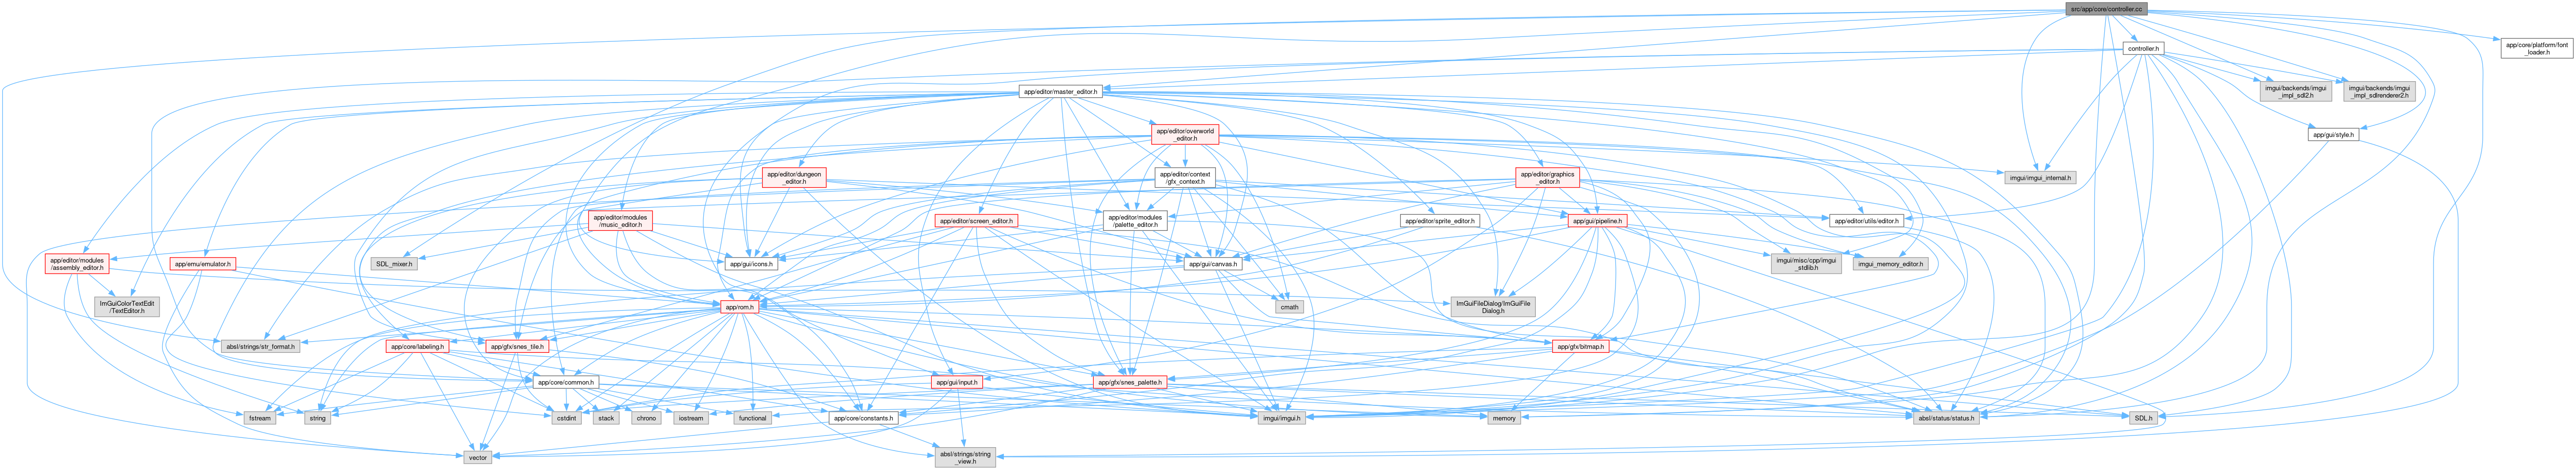 src/app/core/controller.cc
app/core/platform/font
_loader.h
controller.h
app/editor/master_editor.h
imgui/backends/imgui
_impl_sdl2.h
imgui/backends/imgui
_impl_sdlrenderer2.h
app/editor/overworld
_editor.h
app/gui/style.h
app/editor/dungeon
_editor.h
app/editor/context
/gfx_context.h
app/editor/graphics
_editor.h
imgui/imgui_internal.h
app/editor/modules
/music_editor.h
app/editor/screen_editor.h
app/editor/modules
/palette_editor.h
app/editor/sprite_editor.h
app/gui/pipeline.h
app/editor/utils/editor.h
app/editor/modules
/assembly_editor.h
app/emu/emulator.h
SDL_mixer.h
app/gui/icons.h
app/gui/canvas.h
imgui/misc/cpp/imgui
_stdlib.h
imgui_memory_editor.h
ImGuiColorTextEdit
/TextEditor.h
app/rom.h
cmath
ImGuiFileDialog/ImGuiFile
Dialog.h
absl/strings/str_format.h
app/core/labeling.h
app/gfx/snes_tile.h
app/gfx/bitmap.h
app/core/common.h
app/gui/input.h
app/gfx/snes_palette.h
fstream
string
cstdint
stack
chrono
iostream
functional
app/core/constants.h
imgui/imgui.h
memory
absl/status/status.h
SDL.h
vector
absl/strings/string
_view.h